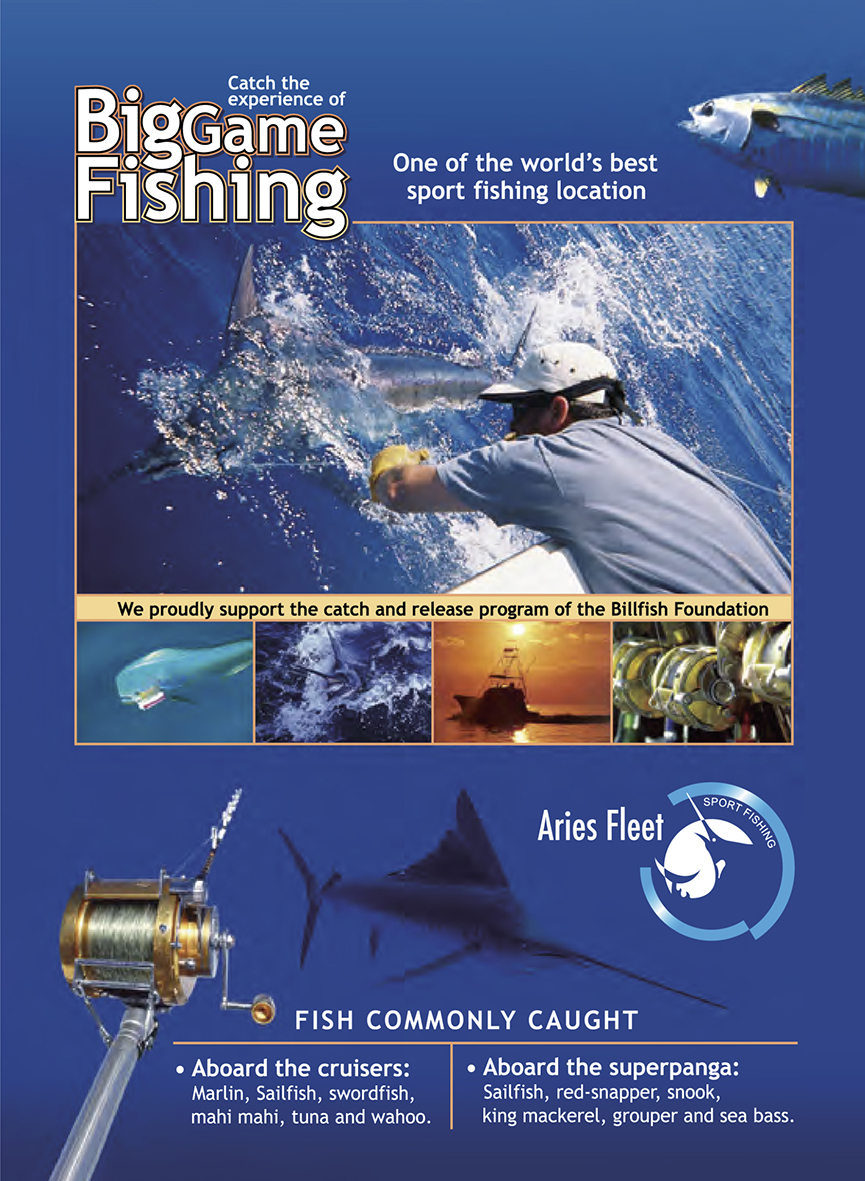 Catch the
experience of
BigGame
Fishing
One of the world's best
sport fishing location
We proudly support the catch and release program of the Billfish Foundation
Aries Fleet
SPORT FISHING
FISH COMMONLY CAUGHT
• Aboard the cruisers:
Marlin, Sailfish, swordfish,
mahi mahi, tuna and wahoo.
• Aboard the superpanga:
Sailfish, red-snapper, snook,
king mackerel, grouper and sea bass.